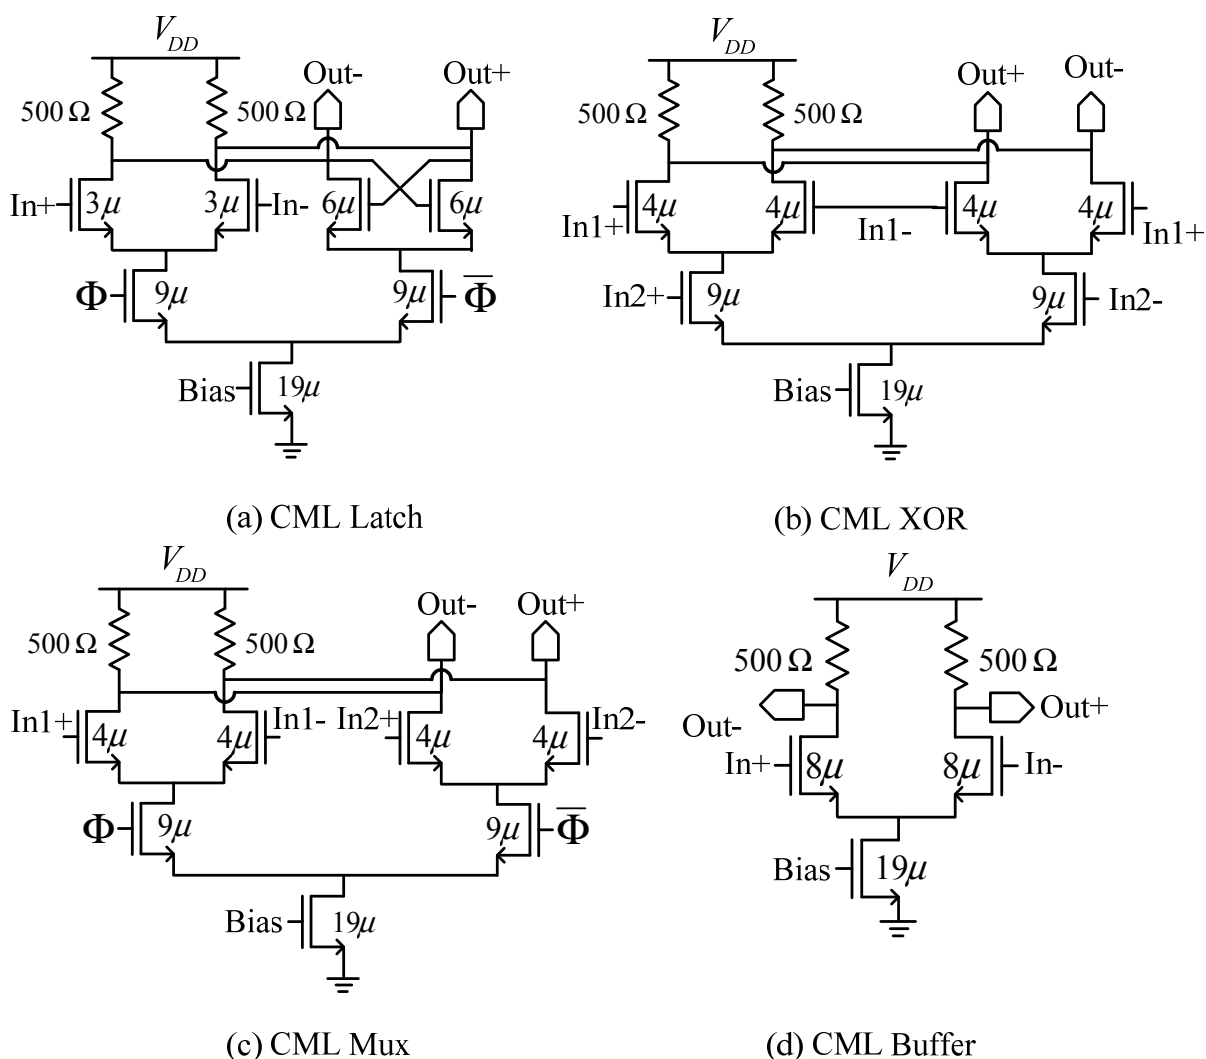 V_DD
Out- Out+
500 Ω 500 Ω
In+ 3μ 3μ In- 6μ 6μ
Φ 9μ 9μ Φ̅
Bias 19μ
(a) CML Latch
V_DD
Out+ Out-
500 Ω 500 Ω
4μ 4μ 4μ 4μ
In1+ In1- In1+
In2+ 9μ 9μ In2-
Bias 19μ
(b) CML XOR
V_DD
Out- Out+
500 Ω 500 Ω
In1+ In1- In2+ In2-
4μ 4μ 4μ 4μ
Φ 9μ 9μ Φ̅
Bias 19μ
(c) CML Mux
V_DD
500 Ω 500 Ω
Out- Out+
In+ 8μ 8μ In-
Bias 19μ
(d) CML Buffer